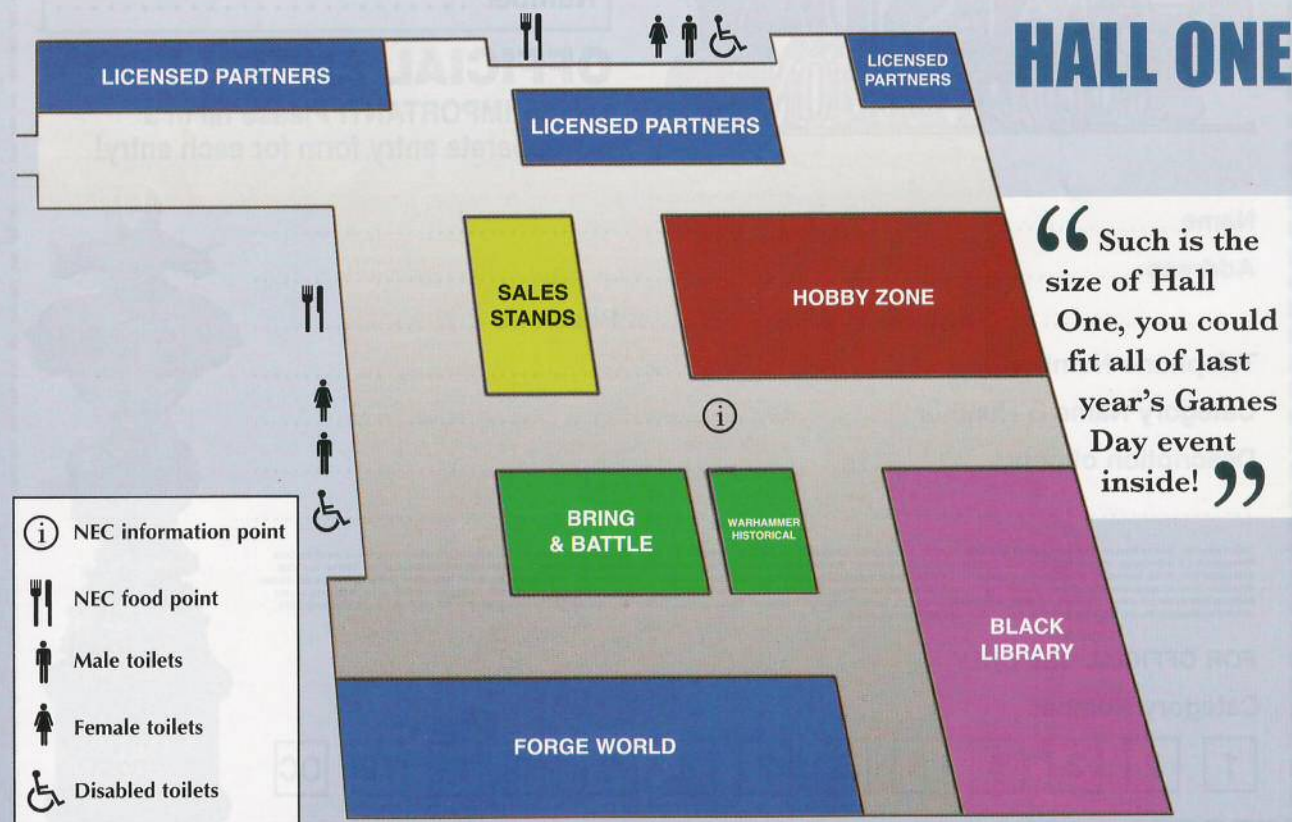 HALL ONE
LICENSED PARTNERS
LICENSED
PARTNERS
LICENSED PARTNERS
SALES
STANDS
HOBBY ZONE
“ Such is the
size of Hall
One, you could
fit all of last
year's Games
Day event
inside! ”
i
BRING
& BATTLE
WARHAMMER
HISTORICAL
BLACK
LIBRARY
FORGE WORLD
i NEC information point
NEC food point
Male toilets
Female toilets
Disabled toilets